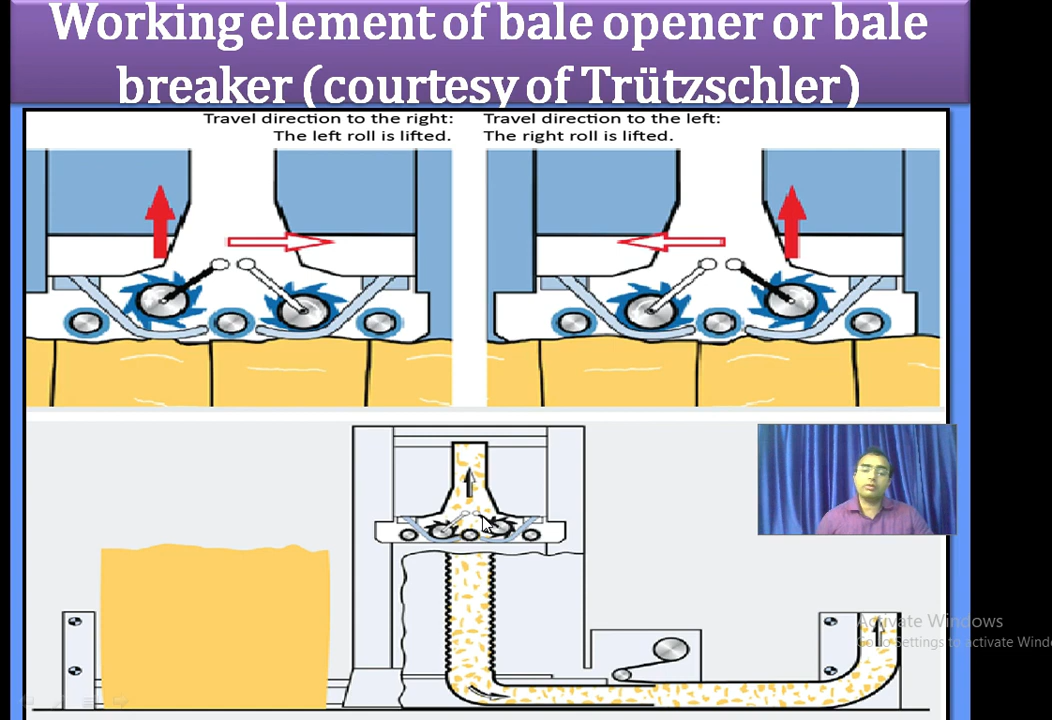 Working element of bale opener or bale
breaker (courtesy of Trützschler)
Travel direction to the right:
The left roll is lifted.
Travel direction to the left:
The right roll is lifted.
Activate Windows
Go to Settings to activate Wind